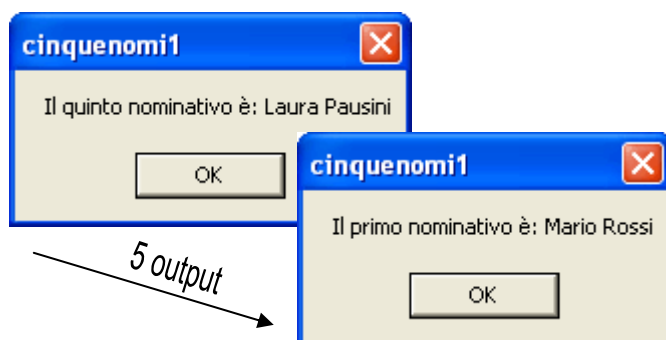 cinquenomi1
Il quinto nominativo è: Laura Pausini
OK
cinquenomi1
Il primo nominativo è: Mario Rossi
OK
5 output